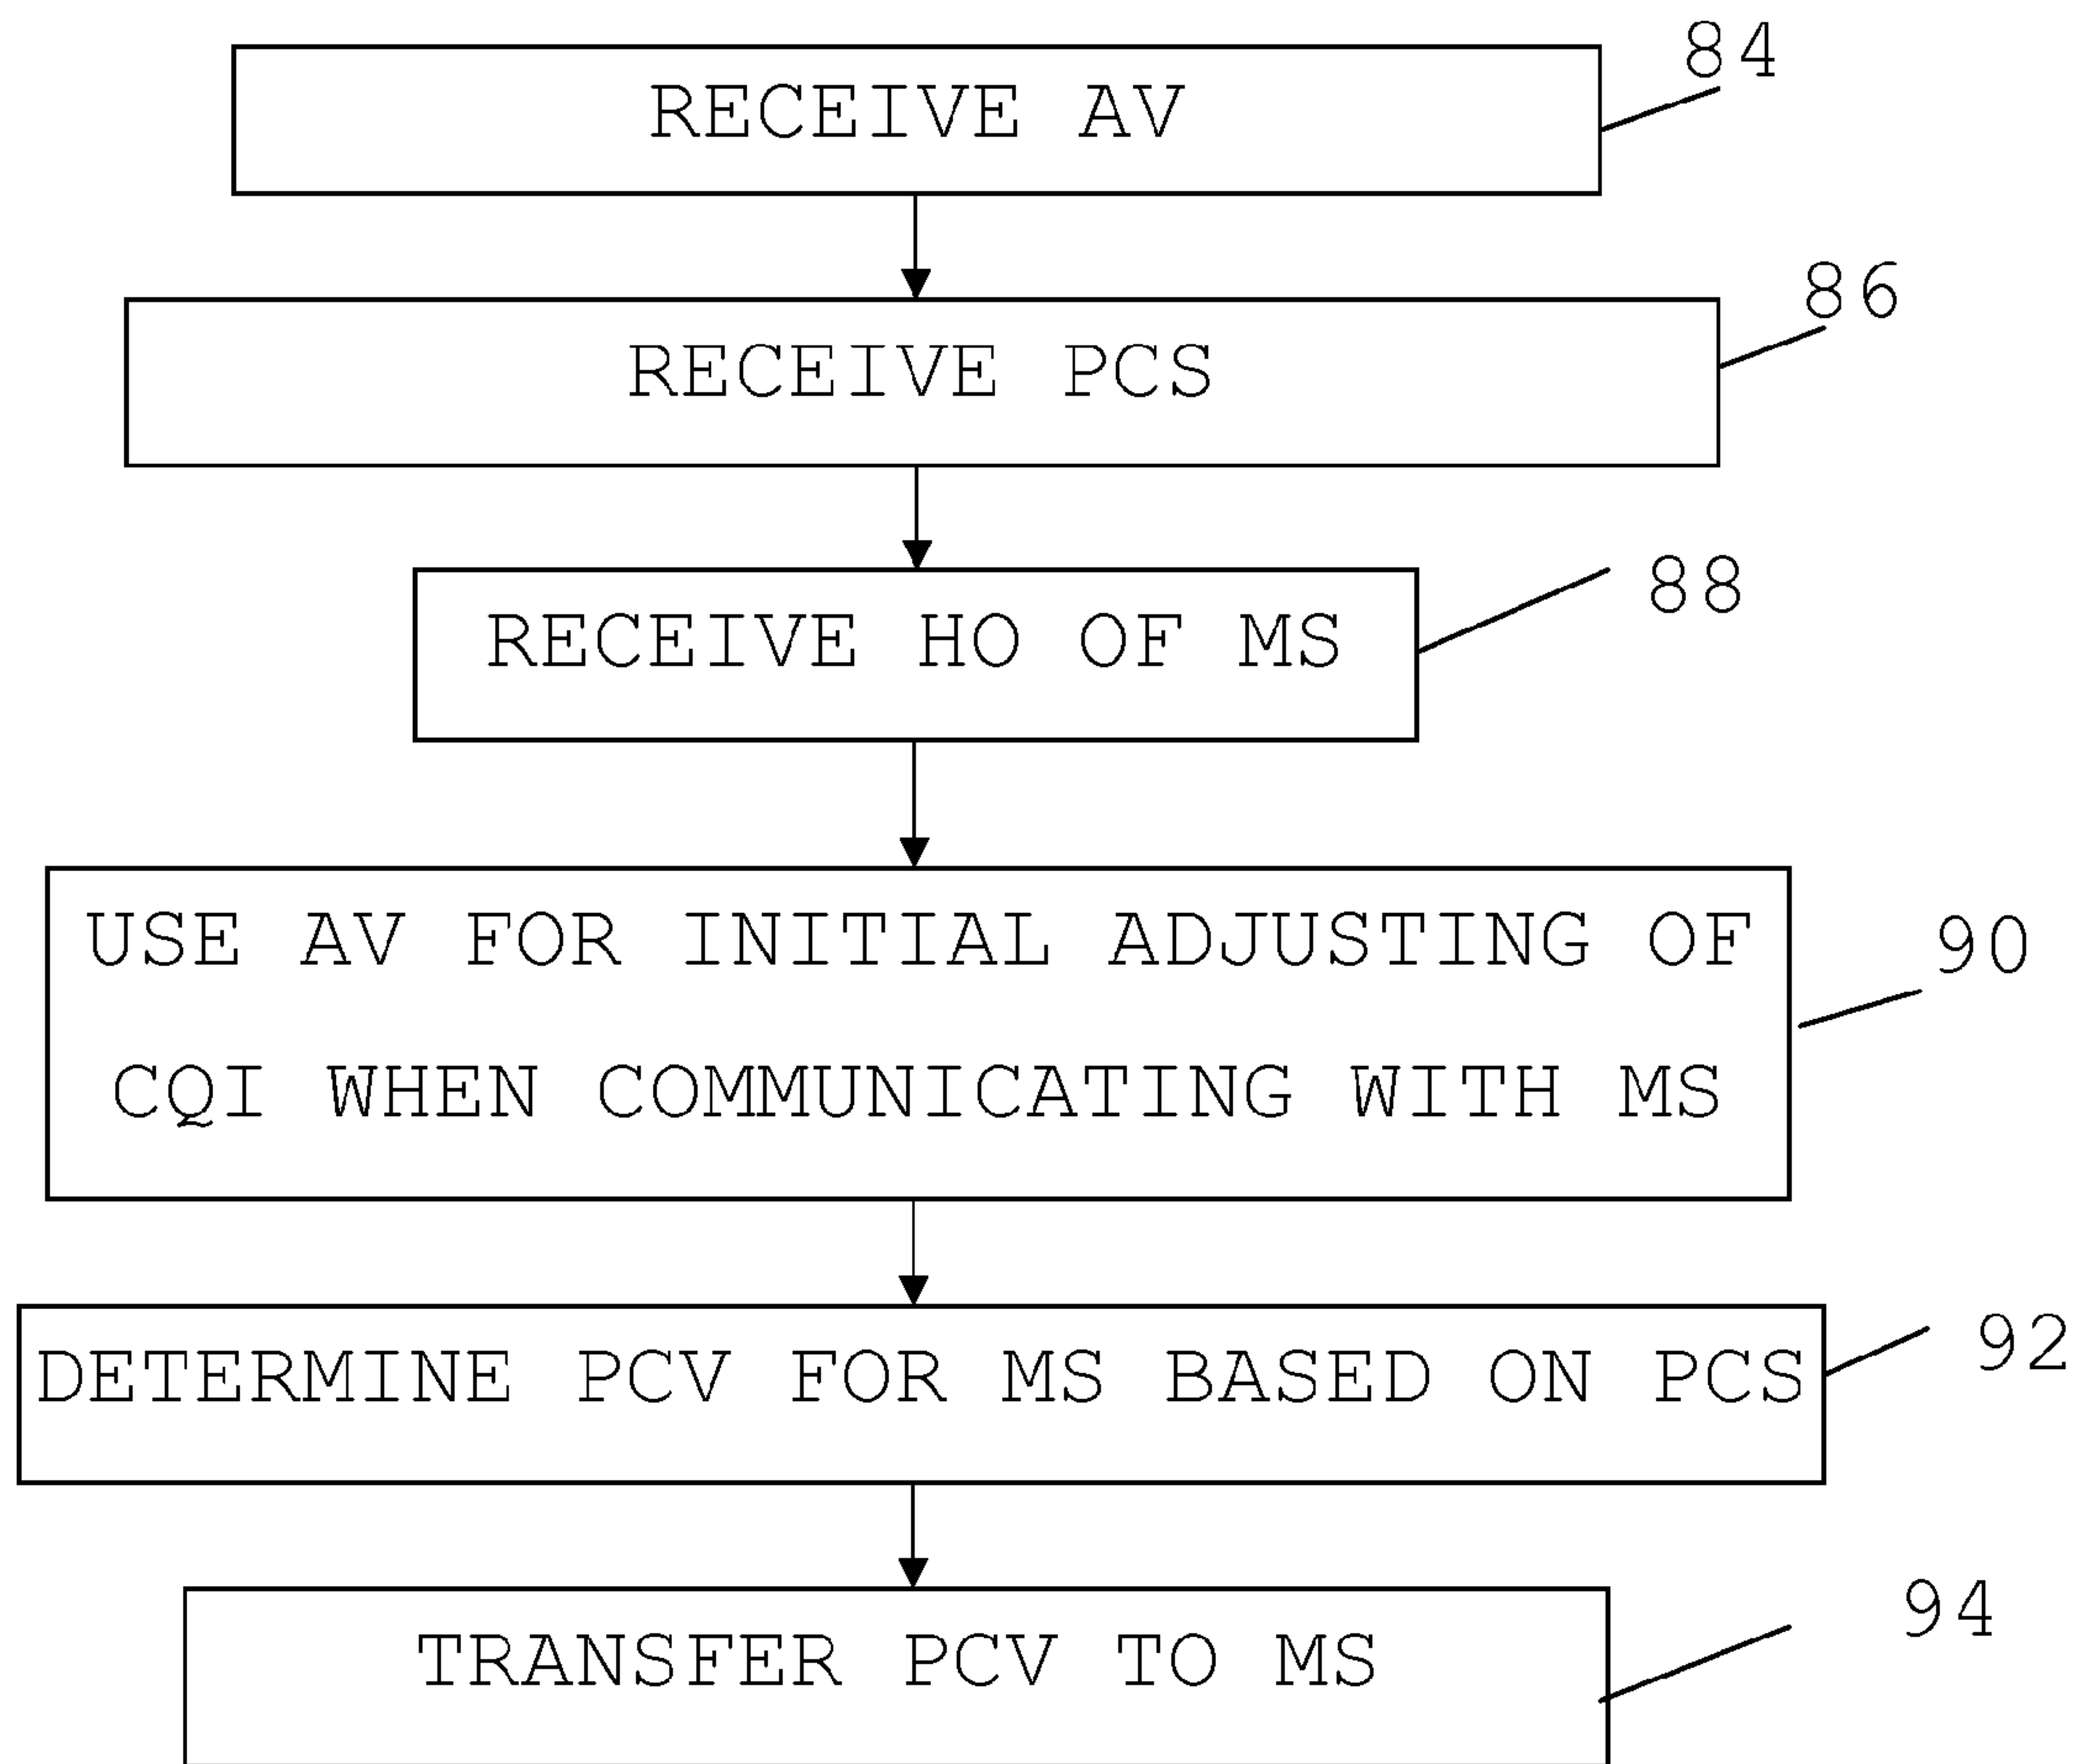 84
RECEIVE AV
86
RECEIVE PCS
88
RECEIVE HO OF MS
90
USE AV FOR INITIAL ADJUSTING OF
CQI WHEN COMMUNICATING WITH MS
92
DETERMINE PCV FOR MS BASED ON PCS
94
TRANSFER PCV TO MS